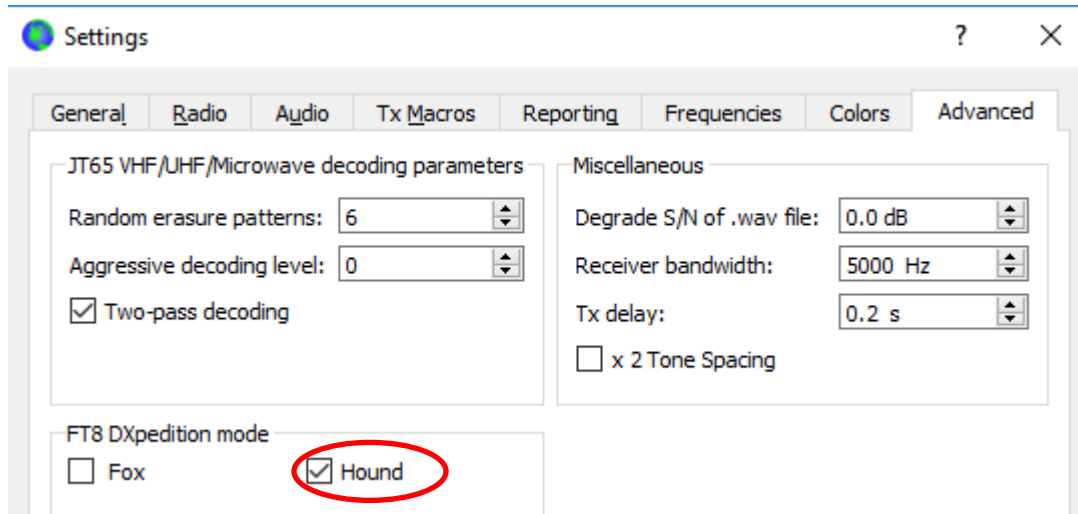 Settings
?
General Radio Audio Tx Macros Reporting Frequencies Colors Advanced
JT65 VHF/UHF/Microwave decoding parameters
Random erasure patterns: 6
Aggressive decoding level: 0
Two-pass decoding
Miscellaneous
Degrade S/N of .wav file: 0.0 dB
Receiver bandwidth: 5000 Hz
Tx delay: 0.2 s
x 2 Tone Spacing
FT8 DXpedition mode
Fox Hound